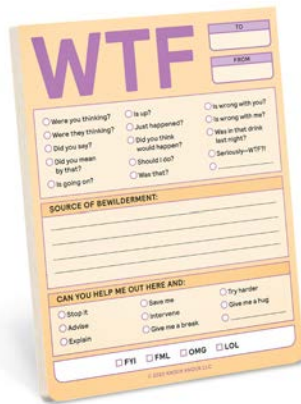 WTF
TO
FROM
Were you thinking?
Were they thinking?
Did you say?
Did you mean
by that?
Is going on?
Is up?
Just happened?
Did you think
would happen?
Should I do?
Was that?
Is wrong with you?
Is wrong with me?
Was in that drink
last night?
Seriously—WTF?!
SOURCE OF BEWILDERMENT:
CAN YOU HELP ME OUT HERE AND:
Stop it
Advise
Explain
Save me
Intervene
Give me a break
Try harder
Give me a hug
FYI FML OMG LOL
KNOCK KNOCK LLC